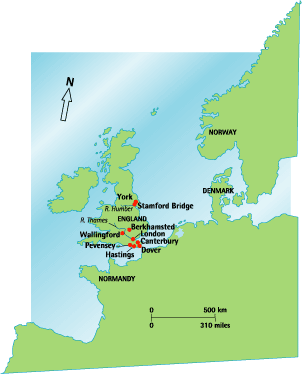 N
NORWAY
DENMARK
York
Stamford Bridge
R. Humber
R. Thames
ENGLAND
Berkhamsted
London
Wallingford
Canterbury
Pevensey
Dover
Hastings
NORMANDY
0 500 km
0 310 miles